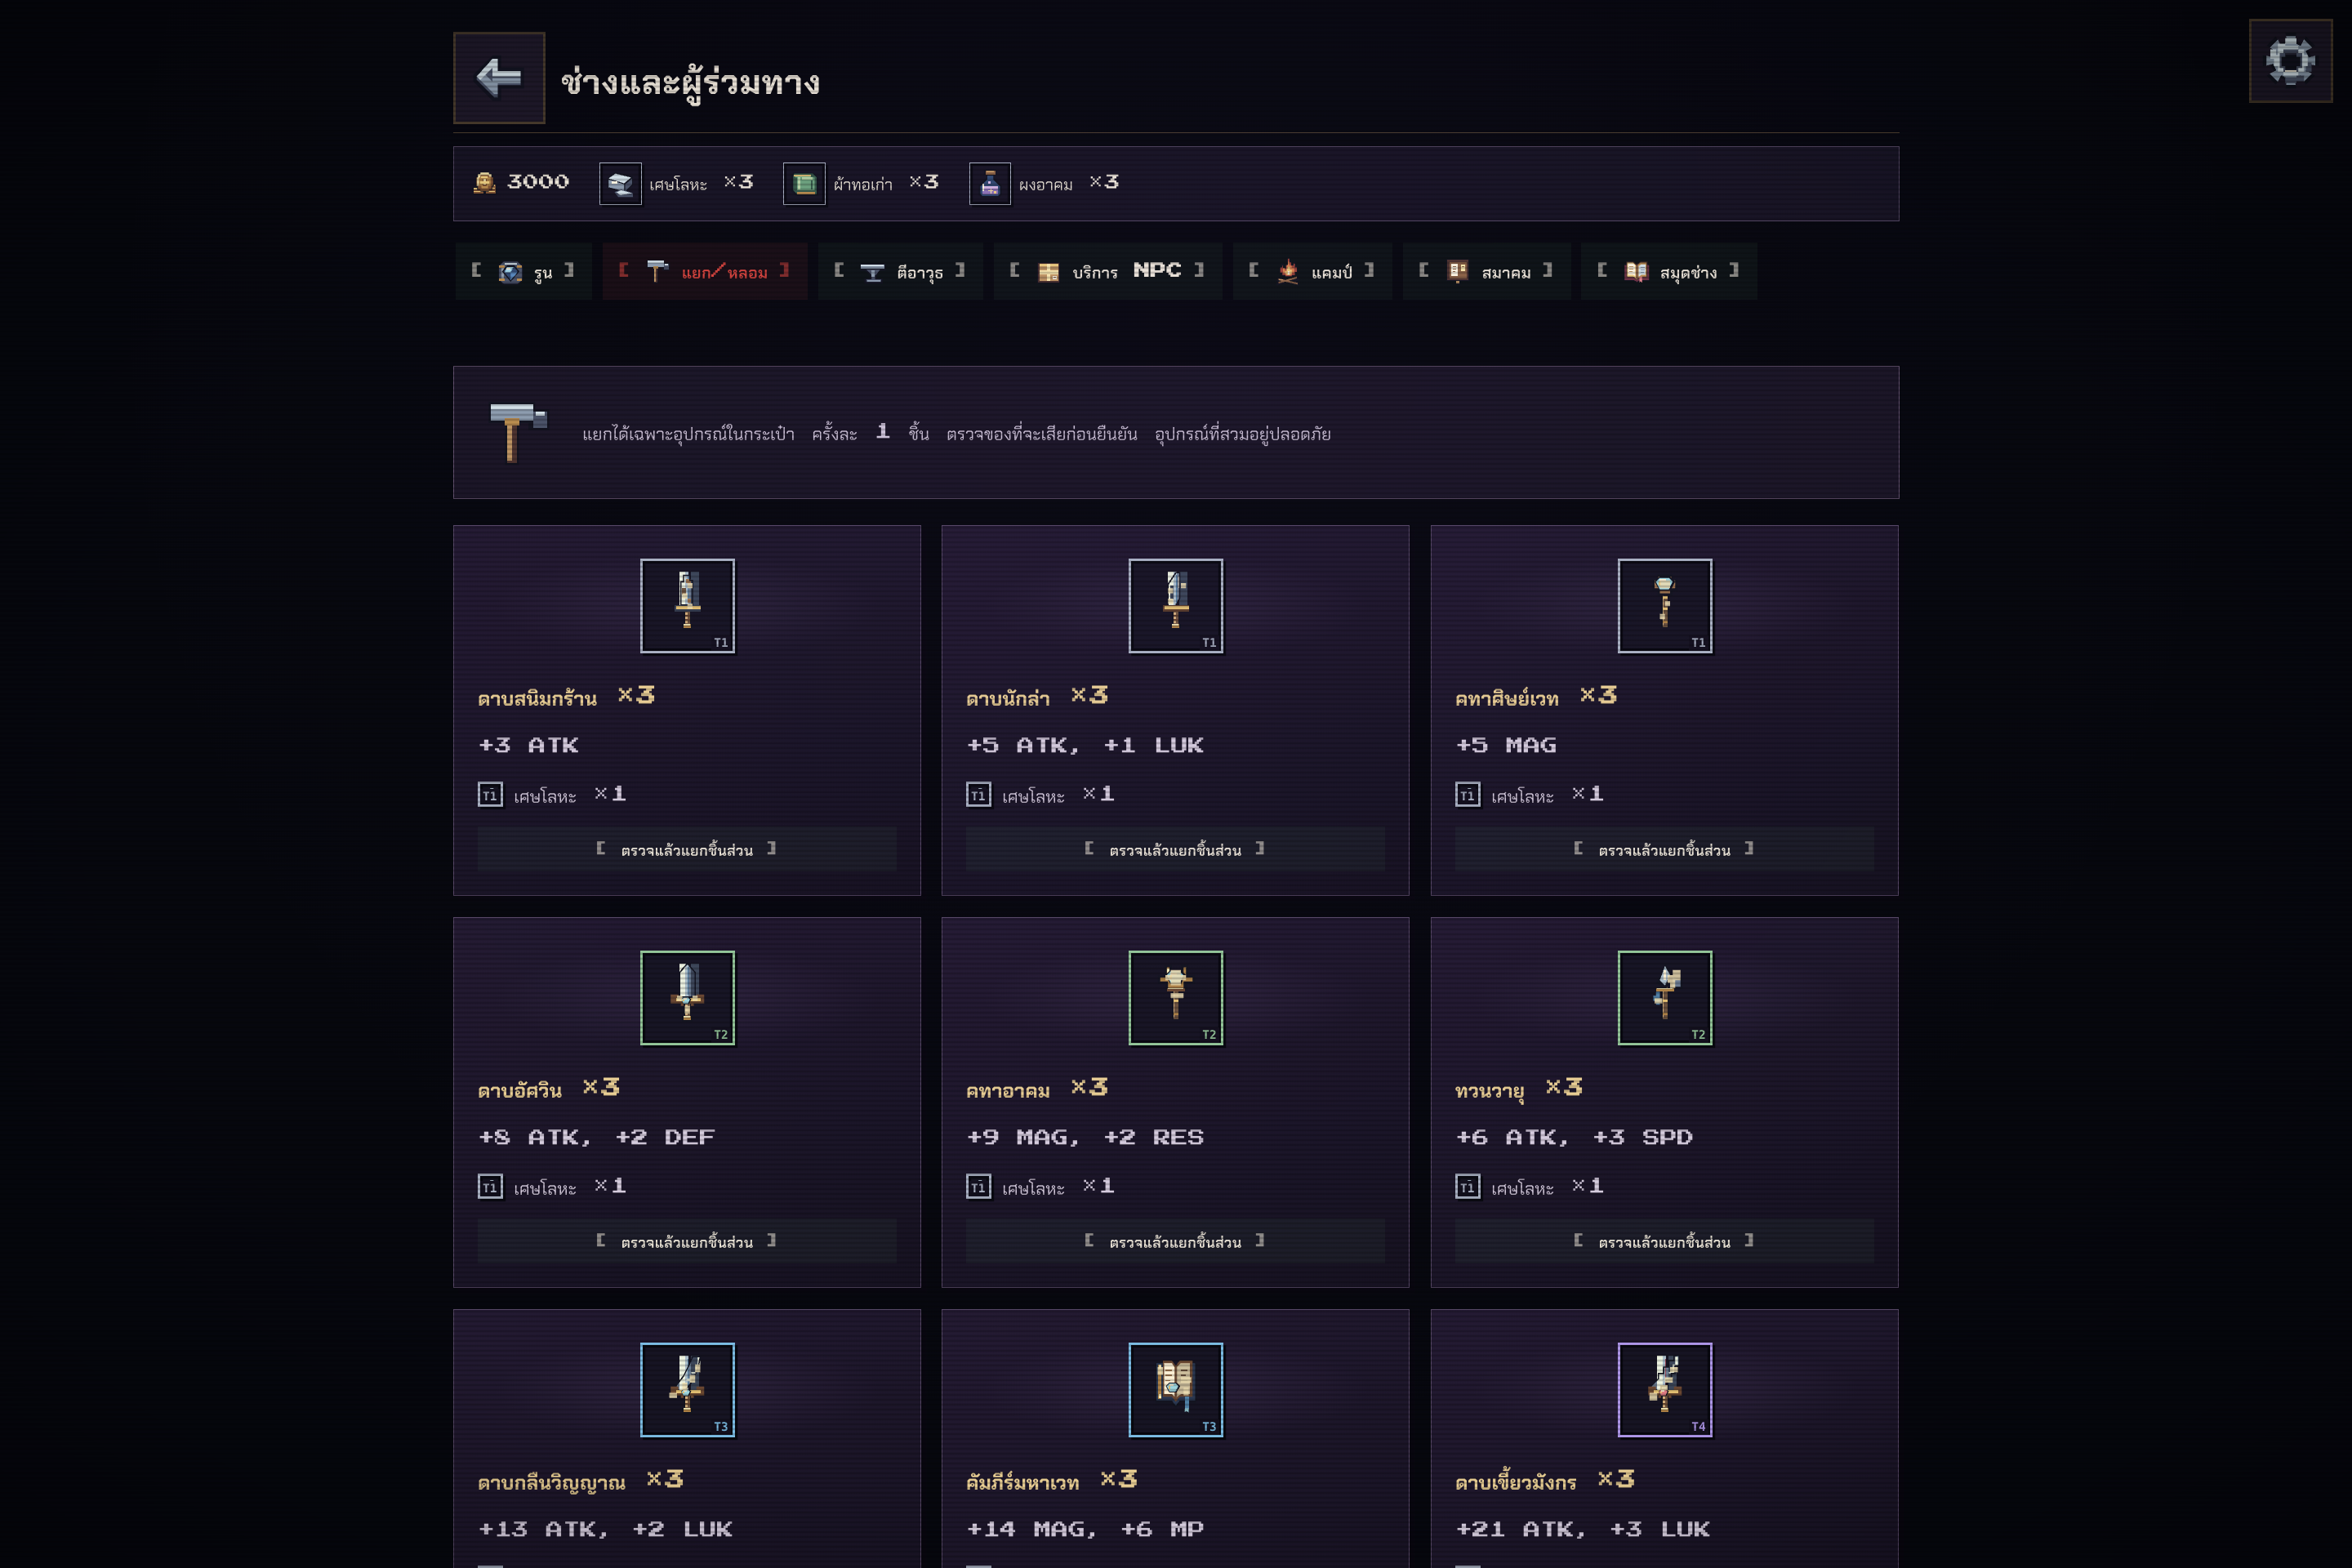 ช่างและผู้ร่วมทาง
3000 เศษโลหะ ×3 ผ้าทอเก่า ×3 ผงอาคม ×3
[ รูน ] [ แยก/หลอม ] [ ตีอาวุธ ] [ บริการ NPC ] [ แคมป์ ] [ สมาคม ] [ สมุดช่าง ]
แยกได้เฉพาะอุปกรณ์ในกระเป๋า ครั้งละ 1 ชิ้น ตรวจของที่จะเสียก่อนยืนยัน อุปกรณ์ที่สวมอยู่ปลอดภัย
T1
ดาบสนิมกร้าน ×3
+3 ATK
T1 เศษโลหะ ×1
[ ตรวจแล้วแยกชิ้นส่วน ]
T1
ดาบนักล่า ×3
+5 ATK, +1 LUK
T1 เศษโลหะ ×1
[ ตรวจแล้วแยกชิ้นส่วน ]
T1
คทาศิษย์เวท ×3
+5 MAG
T1 เศษโลหะ ×1
[ ตรวจแล้วแยกชิ้นส่วน ]
T2
ดาบอัศวิน ×3
+8 ATK, +2 DEF
T1 เศษโลหะ ×1
[ ตรวจแล้วแยกชิ้นส่วน ]
T2
คทาอาคม ×3
+9 MAG, +2 RES
T1 เศษโลหะ ×1
[ ตรวจแล้วแยกชิ้นส่วน ]
T2
ทวนวายุ ×3
+6 ATK, +3 SPD
T1 เศษโลหะ ×1
[ ตรวจแล้วแยกชิ้นส่วน ]
T3
ดาบกลืนวิญญาณ ×3
+13 ATK, +2 LUK
T3
คัมภีร์มหาเวท ×3
+14 MAG, +6 MP
T4
ดาบเขี้ยวมังกร ×3
+21 ATK, +3 LUK